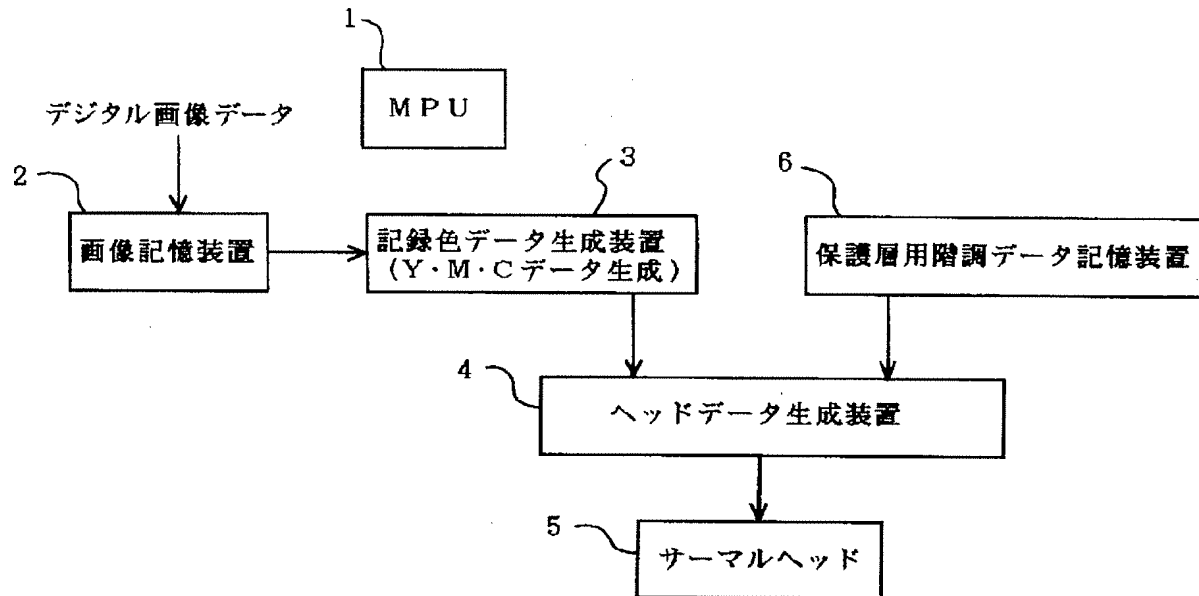 1
MPU
デジタル画像データ
2
画像記憶装置
3
記録色データ生成装置
(Y・M・Cデータ生成)
6
保護層用階調データ記憶装置
4
ヘッドデータ生成装置
5
サーマルヘッド